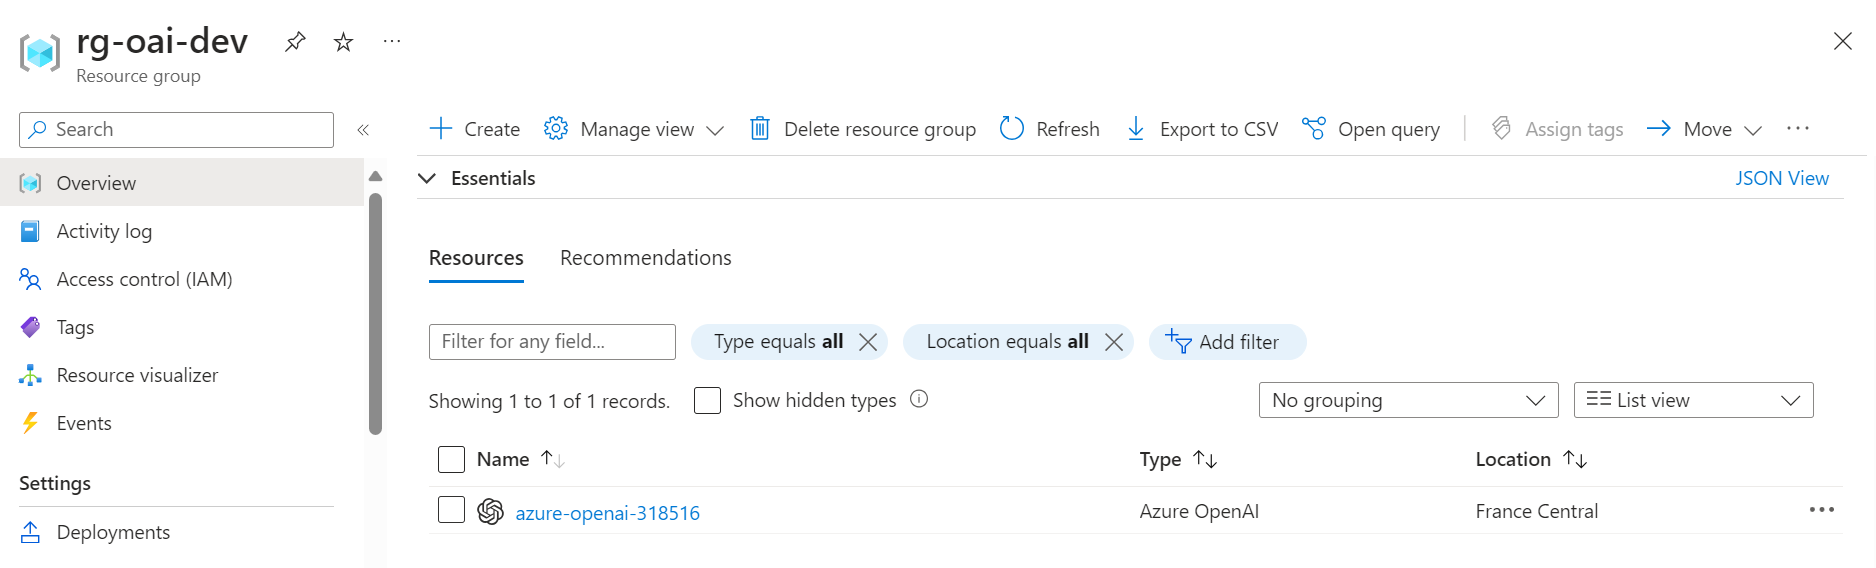 rg-oai-dev
Resource group
Search
Overview
Activity log
Access control (IAM)
Tags
Resource visualizer
Events
Settings
Deployments
Create Manage view Delete resource group Refresh Export to CSV Open query Assign tags Move
Essentials JSON View
Resources Recommendations
Filter for any field... Type equals all Location equals all Add filter
Showing 1 to 1 of 1 records. Show hidden types No grouping List view
Name Type Location
azure-openai-318516 Azure OpenAI France Central